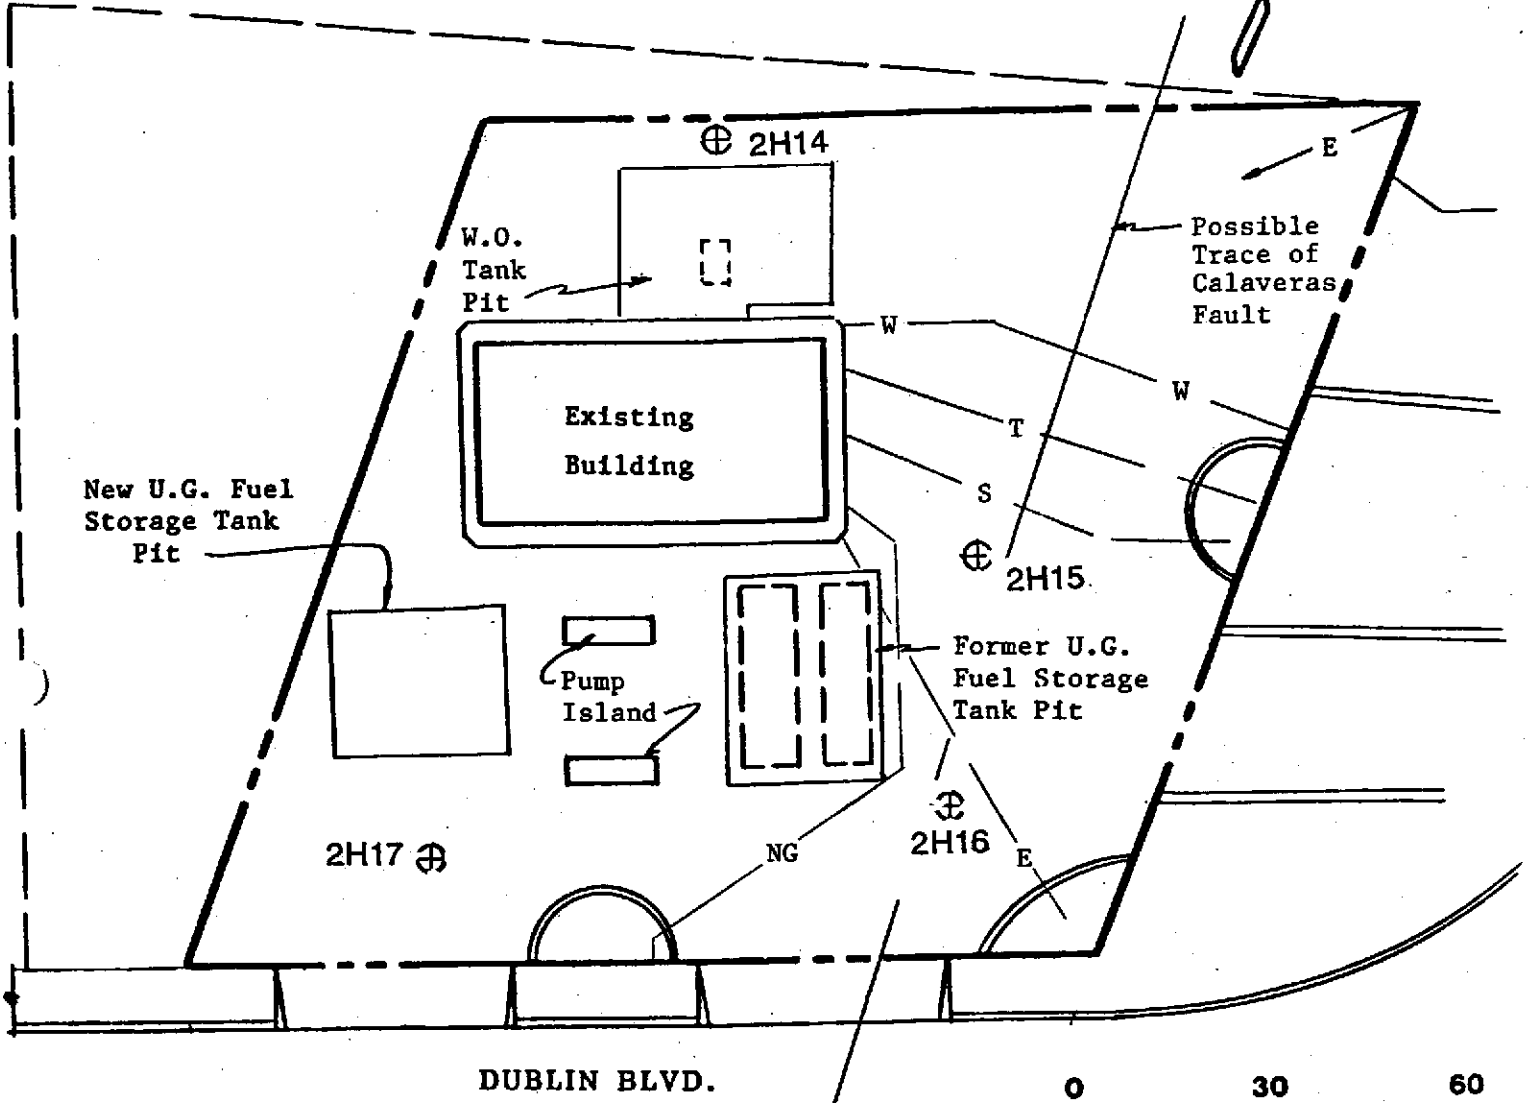 2H14
E
W.O.
Tank
Pit
Possible
Trace of
Calaveras
Fault
W
W
Existing
Building
T
S
New U.G. Fuel
Storage Tank
Pit
2H15
Former U.G.
Fuel Storage
Tank Pit
Pump
Island
2H17
2H16
NG
E
DUBLIN BLVD.
0 30 60